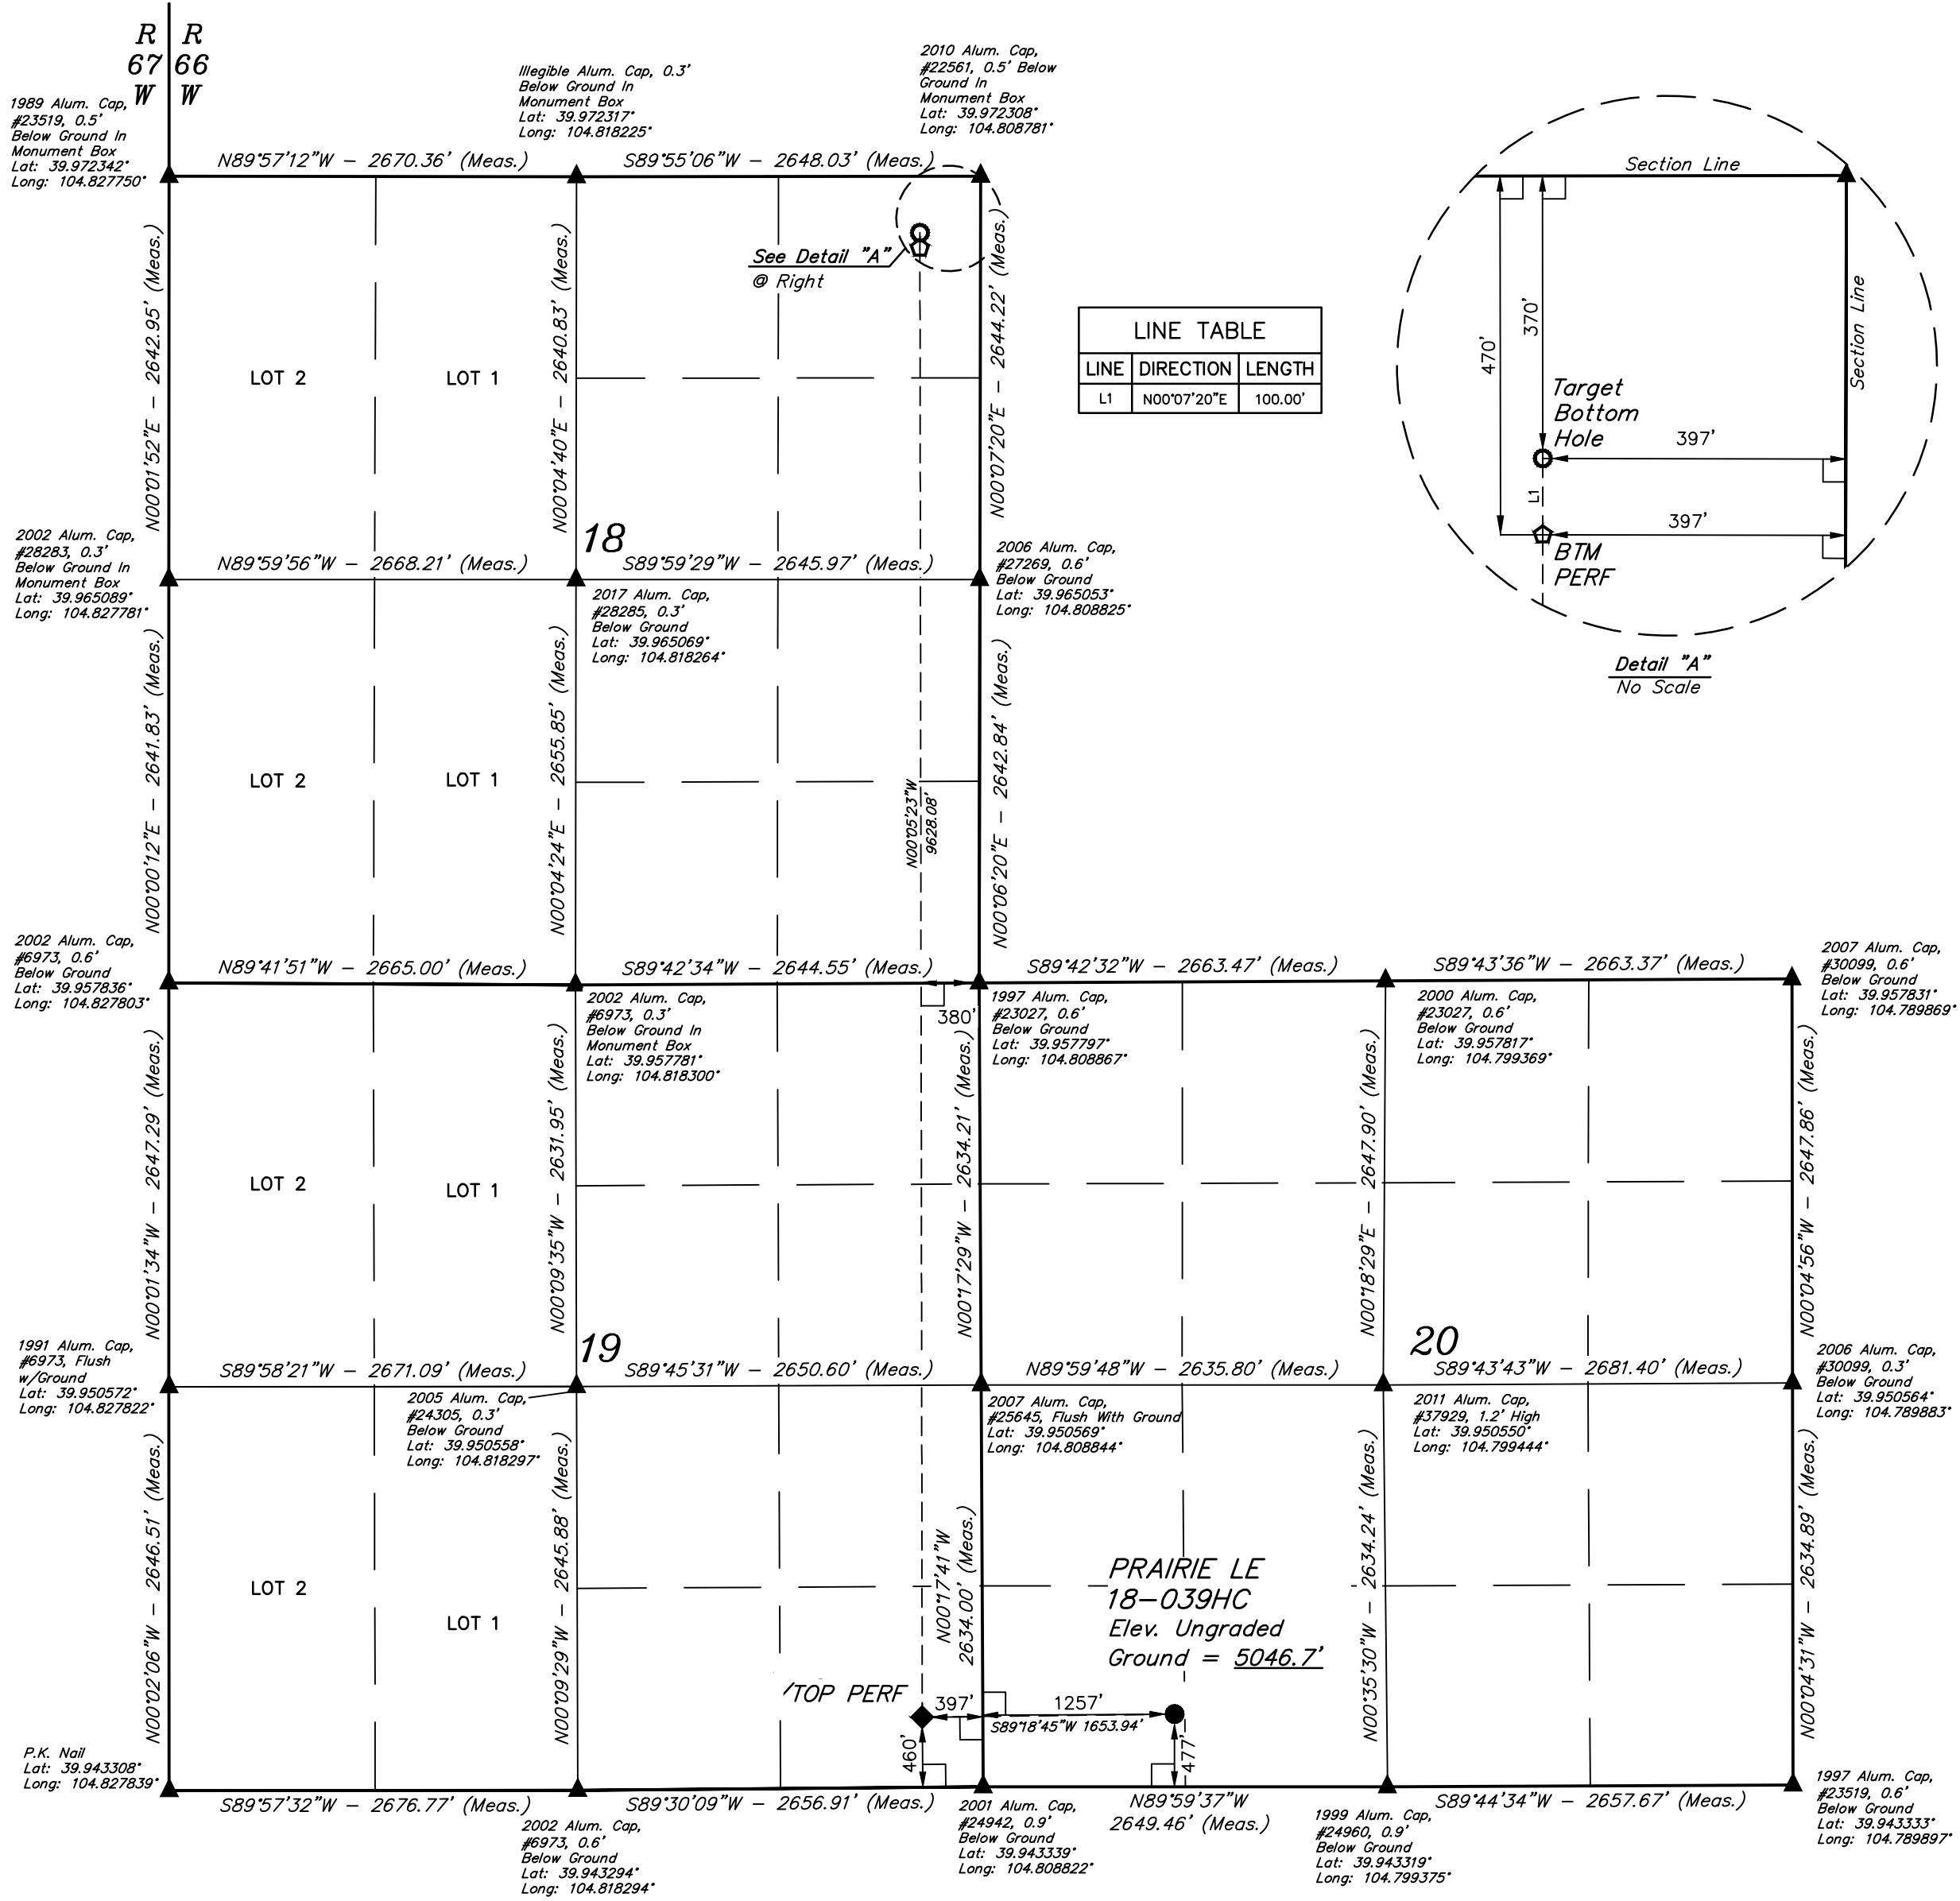 R R
67 66
W W
1989 Alum. Cap,
#23519, 0.5'
Below Ground In
Monument Box
Lat: 39.972342°
Long: 104.827750°
Illegible Alum. Cap, 0.3'
Below Ground In
Monument Box
Lat: 39.972317°
Long: 104.818225°
2010 Alum. Cap,
#22561, 0.5' Below
Ground In
Monument Box
Lat: 39.972308°
Long: 104.808781°
N89°57'12"W - 2670.36' (Meas.)
S89°55'06"W - 2648.03' (Meas.)
N00°01'52"E - 2642.95' (Meas.)
N00°04'40"E - 2640.83' (Meas.)
N00°07'20"E - 2644.22' (Meas.)
See Detail "A"
@ Right
LOT 2
LOT 1
LINE TABLE
LINE DIRECTION LENGTH
L1 N00°07'20"E 100.00'
Section Line
Section Line
470'
370'
Target
Bottom
Hole
397'
L1
397'
BTM
PERF
Detail "A"
No Scale
18
2002 Alum. Cap,
#28283, 0.3'
Below Ground In
Monument Box
Lat: 39.965089°
Long: 104.827781°
N89°59'56"W - 2668.21' (Meas.)
S89°59'29"W - 2645.97' (Meas.)
2017 Alum. Cap,
#28285, 0.3'
Below Ground
Lat: 39.965069°
Long: 104.818264°
2006 Alum. Cap,
#27269, 0.6'
Below Ground
Lat: 39.965053°
Long: 104.808825°
N00°00'12"E - 2641.83' (Meas.)
N00°04'24"E - 2655.85' (Meas.)
N00°05'23"W
9628.08'
N00°06'20"E - 2642.84' (Meas.)
LOT 2
LOT 1
2002 Alum. Cap,
#6973, 0.6'
Below Ground
Lat: 39.957836°
Long: 104.827803°
N89°41'51"W - 2665.00' (Meas.)
S89°42'34"W - 2644.55' (Meas.)
S89°42'32"W - 2663.47' (Meas.)
S89°43'36"W - 2663.37' (Meas.)
2007 Alum. Cap,
#30099, 0.6'
Below Ground
Lat: 39.957831°
Long: 104.789869°
2002 Alum. Cap,
#6973, 0.3'
Below Ground In
Monument Box
Lat: 39.957781°
Long: 104.818300°
380'
1997 Alum. Cap,
#23027, 0.6'
Below Ground
Lat: 39.957797°
Long: 104.808867°
2000 Alum. Cap,
#23027, 0.6'
Below Ground
Lat: 39.957817°
Long: 104.799369°
N00°01'34"W - 2647.29' (Meas.)
N00°09'35"W - 2631.95' (Meas.)
N00°17'29"W - 2634.21' (Meas.)
N00°18'29"E - 2647.90' (Meas.)
N00°04'56"W - 2647.86' (Meas.)
LOT 2
LOT 1
19
20
1991 Alum. Cap,
#6973, Flush
w/Ground
Lat: 39.950572°
Long: 104.827822°
S89°58'21"W - 2671.09' (Meas.)
S89°45'31"W - 2650.60' (Meas.)
N89°59'48"W - 2635.80' (Meas.)
S89°43'43"W - 2681.40' (Meas.)
2006 Alum. Cap,
#30099, 0.3'
Below Ground
Lat: 39.950564°
Long: 104.789883°
2005 Alum. Cap,
#24305, 0.3'
Below Ground
Lat: 39.950558°
Long: 104.818297°
2007 Alum. Cap,
#25645, Flush With Ground
Lat: 39.950569°
Long: 104.808844°
2011 Alum. Cap,
#37929, 1.2' High
Lat: 39.950550°
Long: 104.799444°
N00°02'06"W - 2646.51' (Meas.)
N00°09'29"W - 2645.88' (Meas.)
N00°17'41"W
2634.00' (Meas.)
N00°35'30"W - 2634.24' (Meas.)
N00°04'31"W - 2634.89' (Meas.)
LOT 2
LOT 1
PRAIRIE LE
18-039HC
Elev. Ungraded
Ground = 5046.7'
/TOP PERF
397'
1257'
S89°18'45"W 1653.94'
460'
477'
P.K. Nail
Lat: 39.943308°
Long: 104.827839°
S89°57'32"W - 2676.77' (Meas.)
S89°30'09"W - 2656.91' (Meas.)
N89°59'37"W
2649.46' (Meas.)
S89°44'34"W - 2657.67' (Meas.)
2002 Alum. Cap,
#6973, 0.6'
Below Ground
Lat: 39.943294°
Long: 104.818294°
2001 Alum. Cap,
#24942, 0.9'
Below Ground
Lat: 39.943339°
Long: 104.808822°
1999 Alum. Cap,
#24960, 0.9'
Below Ground
Lat: 39.943319°
Long: 104.799375°
1997 Alum. Cap,
#23519, 0.6'
Below Ground
Lat: 39.943333°
Long: 104.789897°